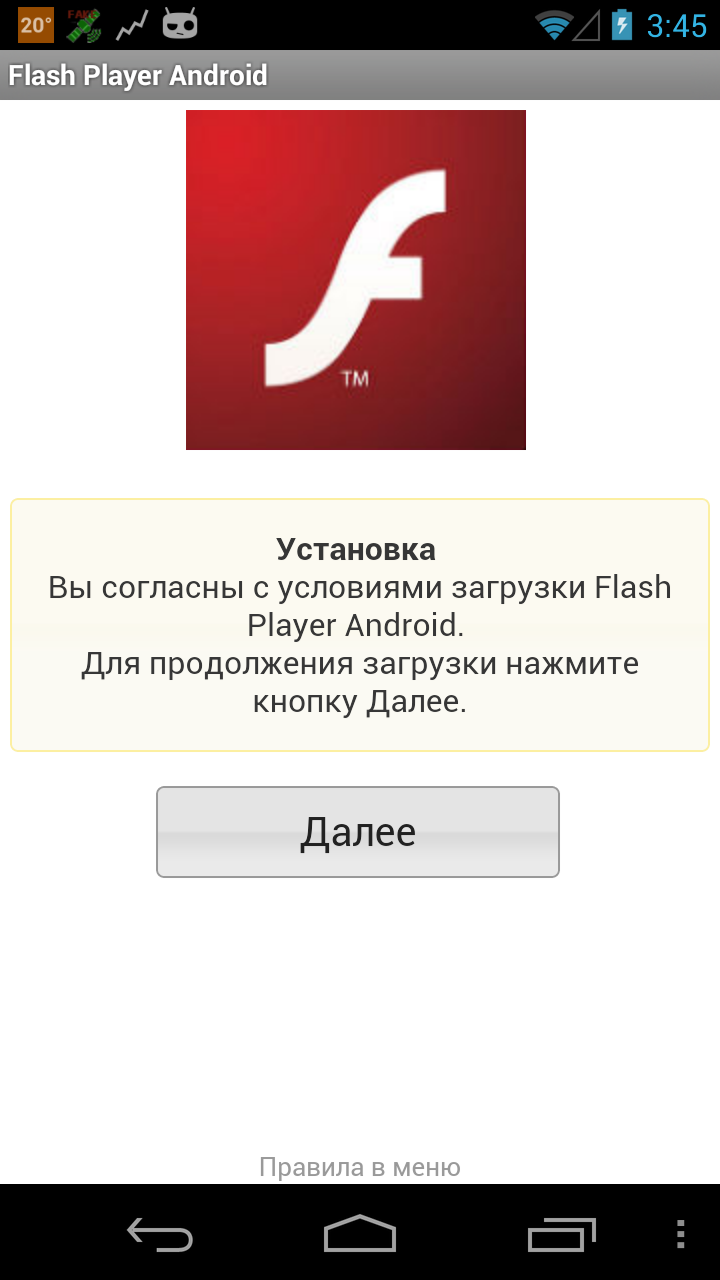 20°
FAKE
3:45
Flash Player Android
TM
Установка
Вы согласны с условиями загрузки Flash
Player Android.
Для продолжения загрузки нажмите
кнопку Далее.
Далее
Правила в меню